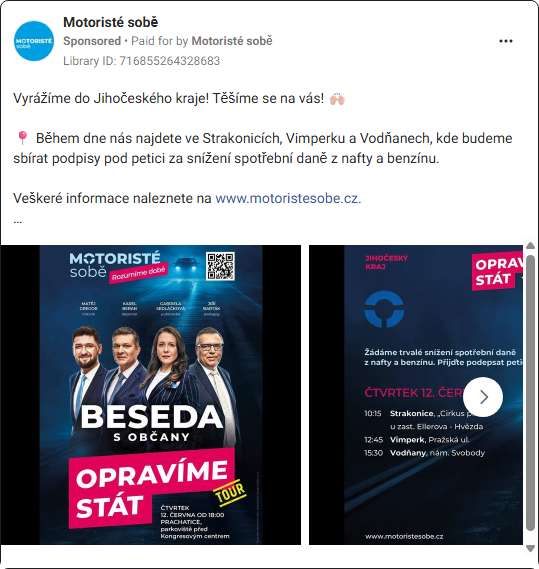 Motoristé sobě
Sponsored • Paid for by Motoristé sobě
Library ID: 716855264328683
Vyrážíme do Jihočeského kraje! Těšíme se na vás! 🙌🏻
📍 Během dne nás najdete ve Strakonicích, Vimperku a Vodňanech, kde budeme
sbírat podpisy pod petici za snížení spotřební daně z nafty a benzínu.
Veškeré informace naleznete na www.motoristesobe.cz.
...
MOTORISTÉ
sobě
Rozumíme době
MATĚJ
GREGOR
KAREL
BERAN
GABRIELA
SEDLÁČKOVÁ
JIŘÍ
BARTÁK
BESEDA
S OBČANY
OPRAVÍME
STÁT
TOUR
ČTVRTEK
12. ČERVNA OD 18:00
PRACHATICE,
parkoviště před
Kongresovým centrem
JIHOČESKÝ
KRAJ
OPRAV
STÁT
Žádáme trvalé snížení spotřební daně
z nafty a benzínu. Přijďte podepsat peti
ČTVRTEK 12. ČER
10:15 Strakonice, „Cirkus p
u zast. Ellerova - Hvězda
12:45 Vimperk, Pražská ul.
15:30 Vodňany, nám. Svobody
www.motoristesobe.cz
MOTORISTÉ
sobě